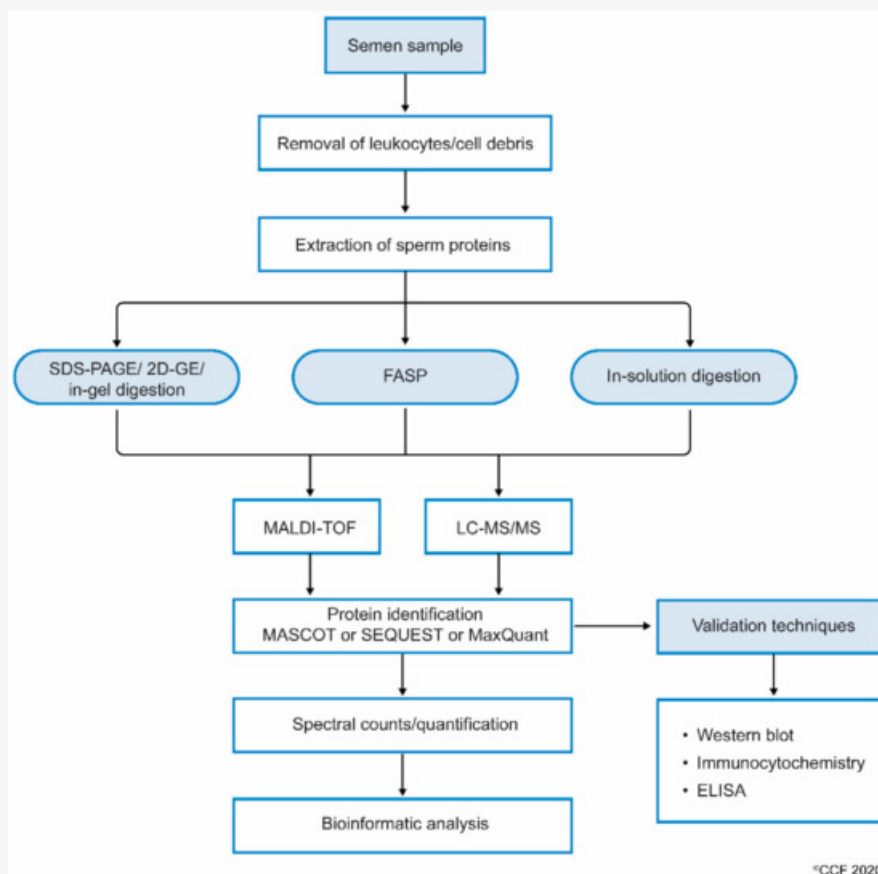 Semen sample
Removal of leukocytes/cell debris
Extraction of sperm proteins
SDS-PAGE/ 2D-GE/
in-gel digestion
FASP
In-solution digestion
MALDI-TOF
LC-MS/MS
Protein identification
MASCOT or SEQUEST or MaxQuant
Validation techniques
Spectral counts/quantification
• Western blot
• Immunocytochemistry
• ELISA
Bioinformatic analysis
©CCF 2020